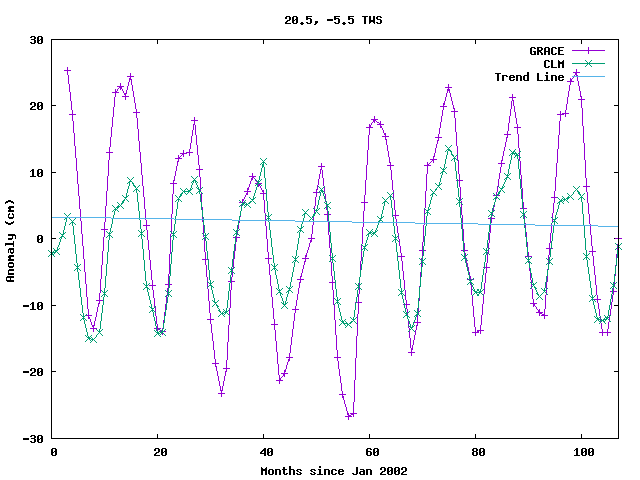 20.5, -5.5 TWS
GRACE
CLM
Trend Line
30
20
10
0
-10
-20
-30
Anomaly (cm)
0 20 40 60 80 100
Months since Jan 2002